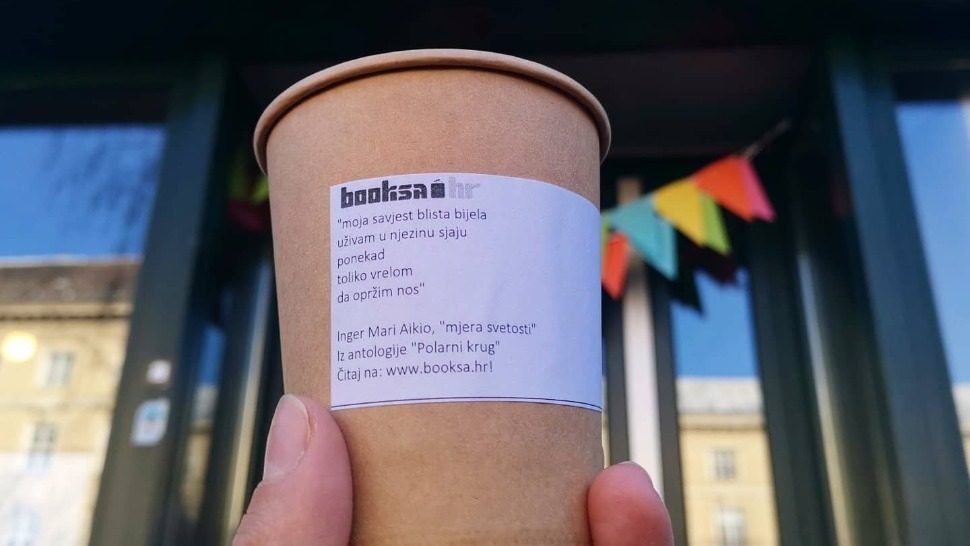 booksa hr
"moja savjest blista bijela
uživam u njezinu sjaju
ponekad
toliko vrelom
da opržim nos"
Inger Mari Aikio, "mjera svetosti"
Iz antologije "Polarni krug"
Čitaj na: www.booksa.hr!